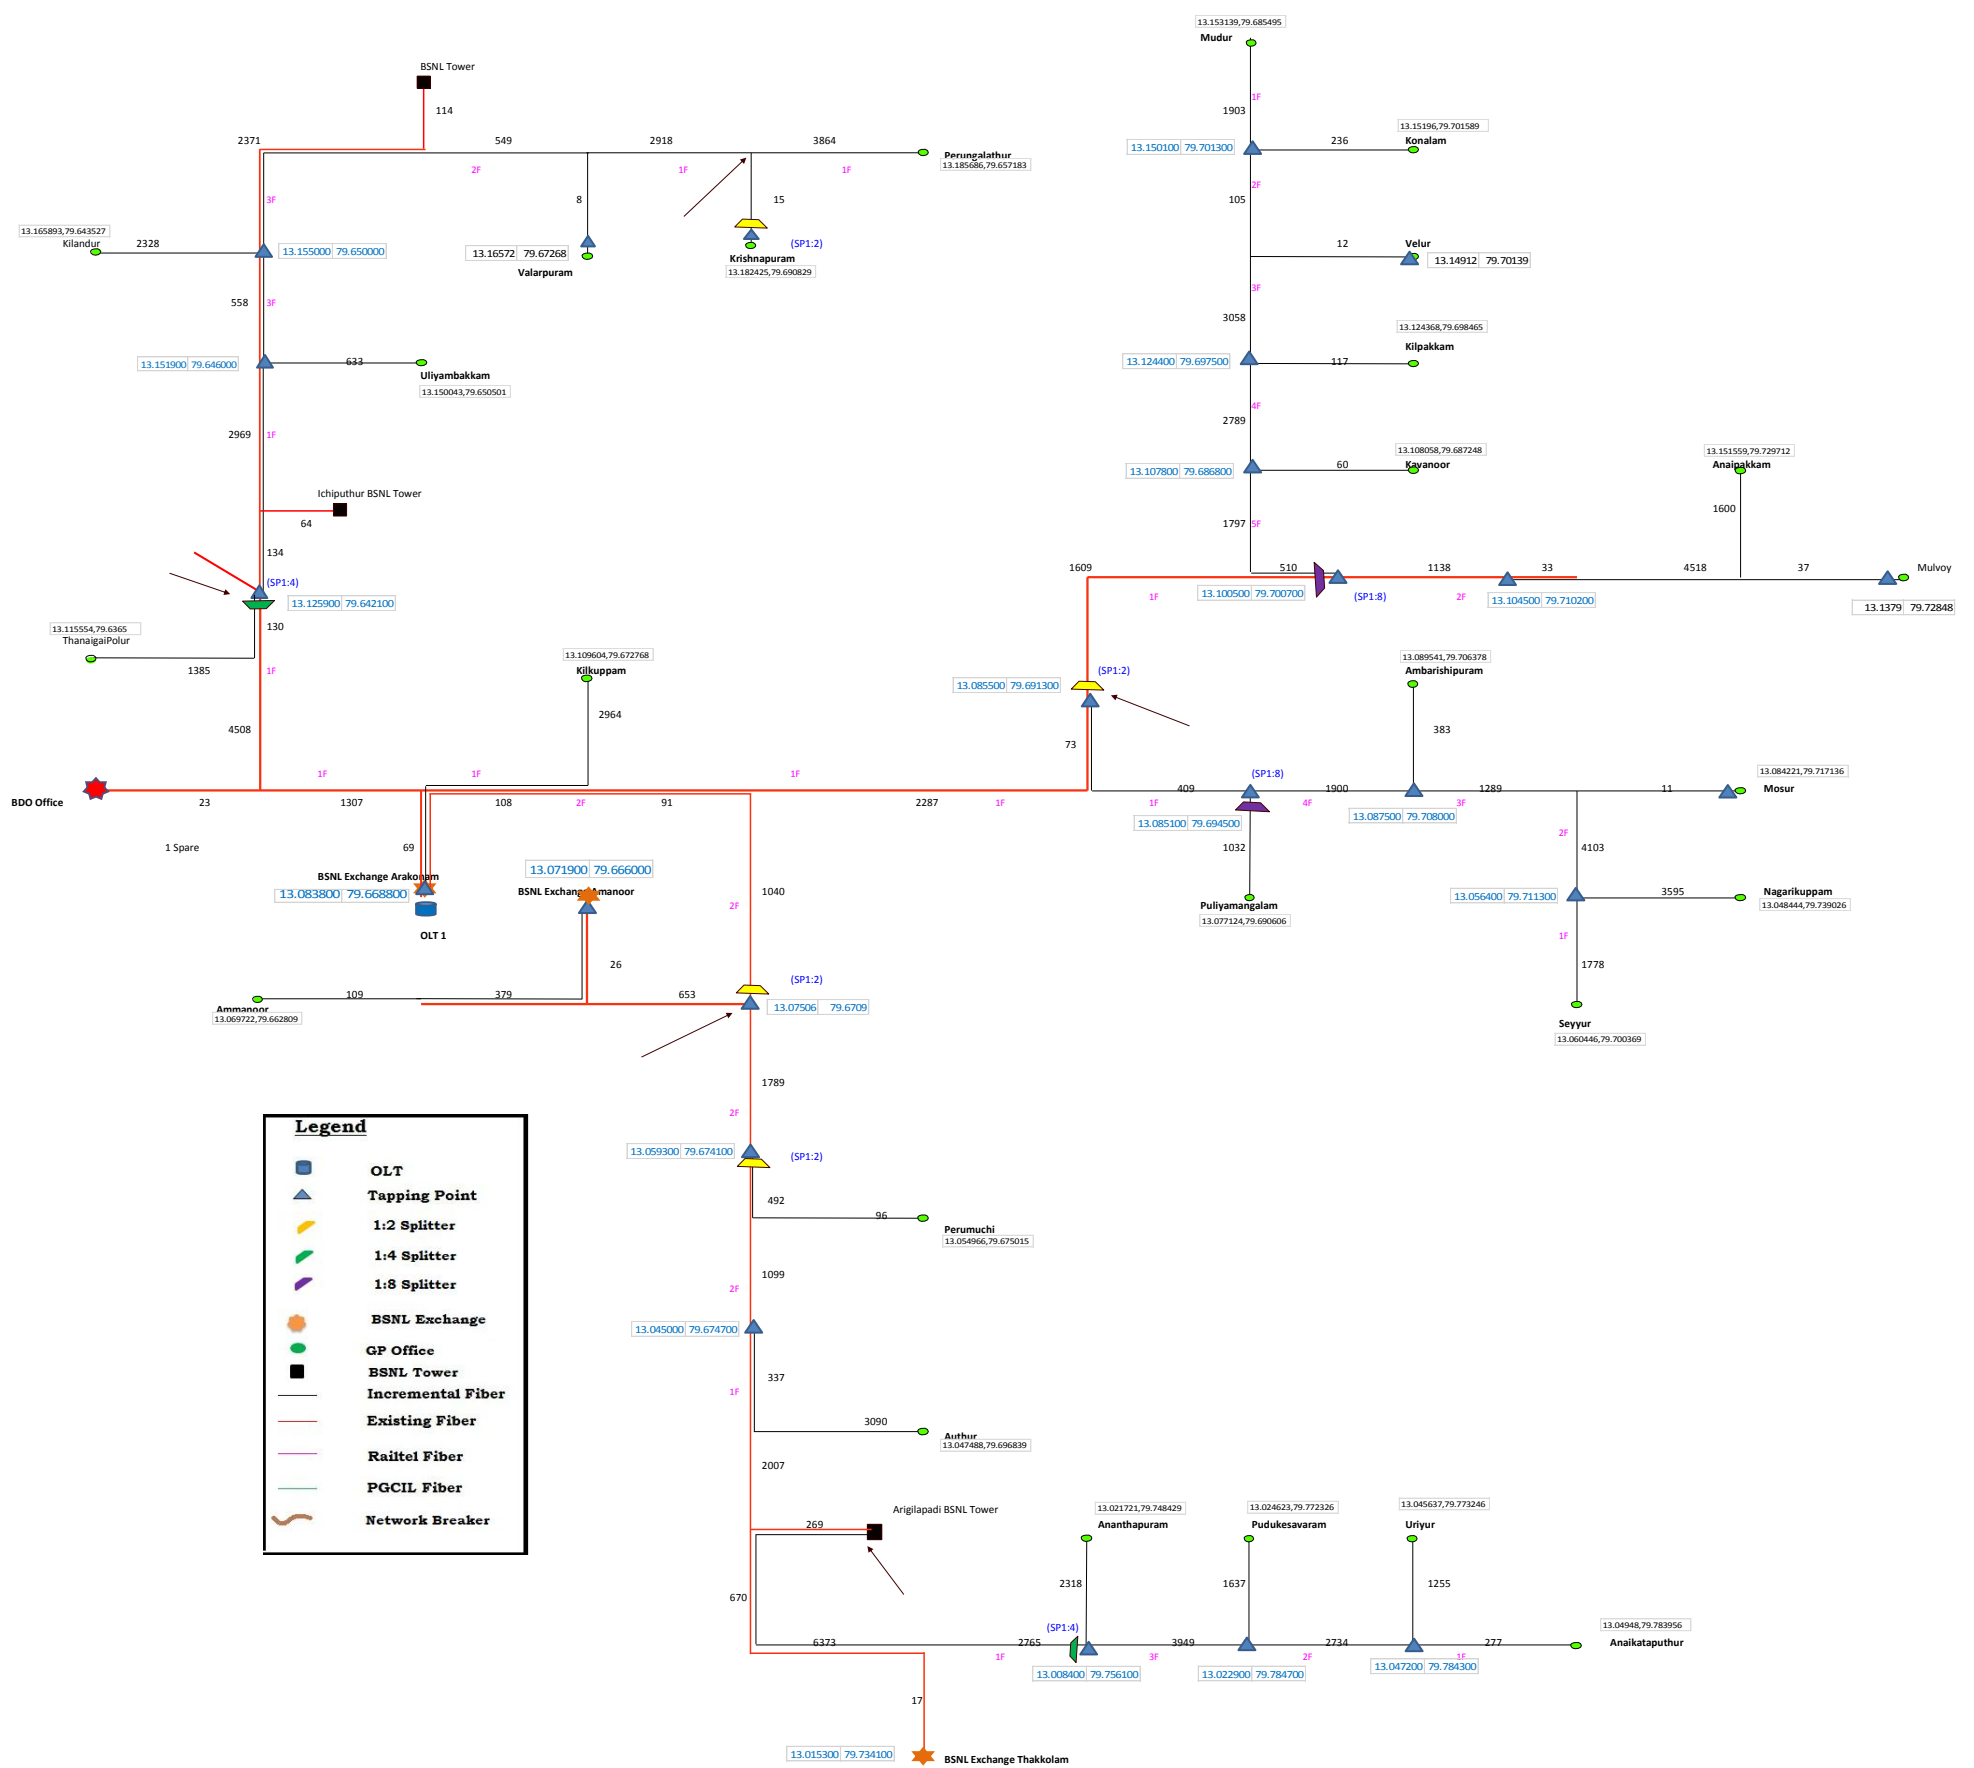 13.153139,79.685495
Mudur
BSNL Tower
114
1903
1F
2371
549
2918
3864
2F
1F
1F
Perungalathur
13.185686,79.657183
13.15196,79.701589
Konalam
13.150100 79.701300
236
2F
3F
8
15
105
13.165893,79.643527
Kilandur
2328
13.155000 79.650000
13.16572 79.67268
Valarpuram
(SP1:2)
Krishnapuram
13.182425,79.690829
12
Velur
13.14912 79.70139
558
3F
3F
3058
13.124368,79.698465
Kilpakkam
13.151900 79.646000
633
Uliyambakkam
13.150043,79.650501
13.124400 79.697500
117
2969
1F
2789
4F
13.108058,79.687248
Kavanoor
13.107800 79.686800
60
13.151559,79.729712
Anaipakkam
Ichiputhur BSNL Tower
64
1797
5F
1600
134
(SP1:4)
13.125900 79.642100
130
1609
510
1138
33
4518
37
Mulvoy
1F
13.100500 79.700700
(SP1:8)
2F
13.104500 79.710200
13.1379 79.72848
13.115554,79.6365
ThanaigaiPolur
1385
1F
13.109604,79.672768
Kilkuppam
2964
13.085500 79.691300
(SP1:2)
13.089541,79.706378
Ambarishipuram
4508
73
383
BDO Office
23
1F
1307
1F
108
2F
91
1F
2287
1F
409
1F
(SP1:8)
4F
1900
1289
3F
11
13.084221,79.717136
Mosur
13.085100 79.694500
13.087500 79.708000
1 Spare
69
1032
2F
4103
BSNL Exchange Arakonam
13.083800 79.668800
13.071900 79.666000
BSNL Exchange Amanoor
OLT 1
1040
2F
Puliyamangalam
13.077124,79.690606
13.056400 79.711300
3595
Nagarikuppam
13.048444,79.739026
1F
1778
26
(SP1:2)
Ammanoor
13.069722,79.662809
109
379
653
13.07506 79.6709
Seyyur
13.060446,79.700369
1789
2F
13.059300 79.674100
(SP1:2)
492
96
Perumuchi
13.054966,79.675015
1099
2F
13.045000 79.674700
337
1F
3090
Authur
13.047488,79.696839
2007
Legend
OLT
Tapping Point
1:2 Splitter
1:4 Splitter
1:8 Splitter
BSNL Exchange
GP Office
BSNL Tower
Incremental Fiber
Existing Fiber
Railtel Fiber
PGCIL Fiber
Network Breaker
Arigilapadi BSNL Tower
269
13.021721,79.748429
Ananthapuram
13.024623,79.772326
Pudukesavaram
13.045637,79.773246
Uriyur
670
2318
1637
1255
6373
2765
(SP1:4)
1F
3949
3F
2734
2F
277
1F
13.04948,79.783956
Anaikataputhur
13.008400 79.756100
13.022900 79.784700
13.047200 79.784300
17
13.015300 79.734100
BSNL Exchange Thakkolam